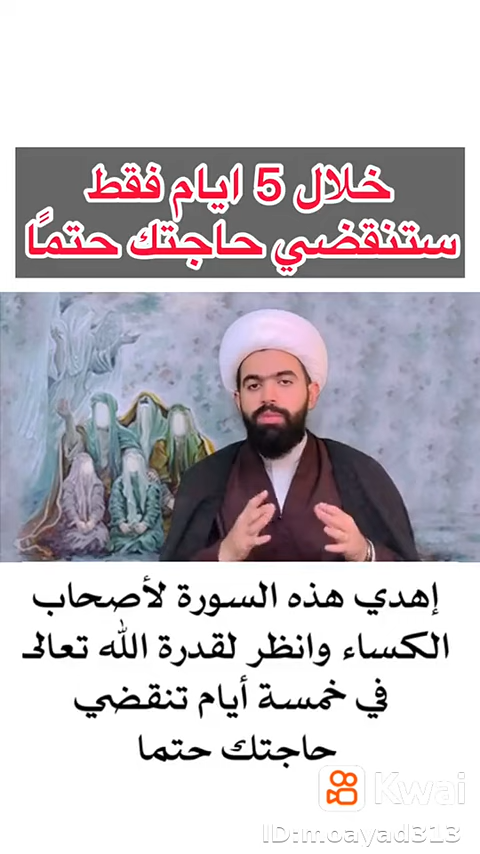 خلال 5 ايام فقط
ستنقضي حاجتك حتمًا
إهدي هذه السورة لأصحاب
الكساء وانظر لقدرة الله تعالى
في خمسة أيام تنقضي
حاجتك حتما
Kwai
ID:moayad313